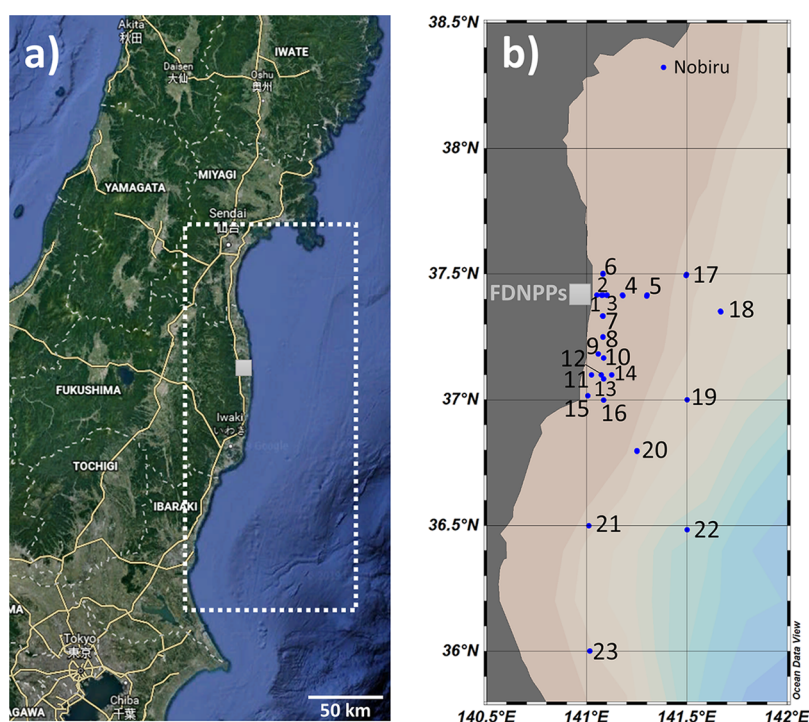 a)
Akita
秋田
IWATE
Daisen
大仙
Oshu
奥州
MIYAGI
YAMAGATA
Sendai
仙台
FUKUSHIMA
Iwaki
いわき
Google
TOCHIGI
IBARAKI
MA
Tokyo
東京
Chiba
千葉
AGAWA
50 km
b)
38.5°N
Nobiru
38°N
6
37.5°N
17
2
4
5
FDNPPs
1
3
18
7
8
9
10
12
14
11
13
37°N
19
15
16
20
36.5°N
21
22
36°N
23
Ocean Data View
140.5°E
141°E
141.5°E
142°E